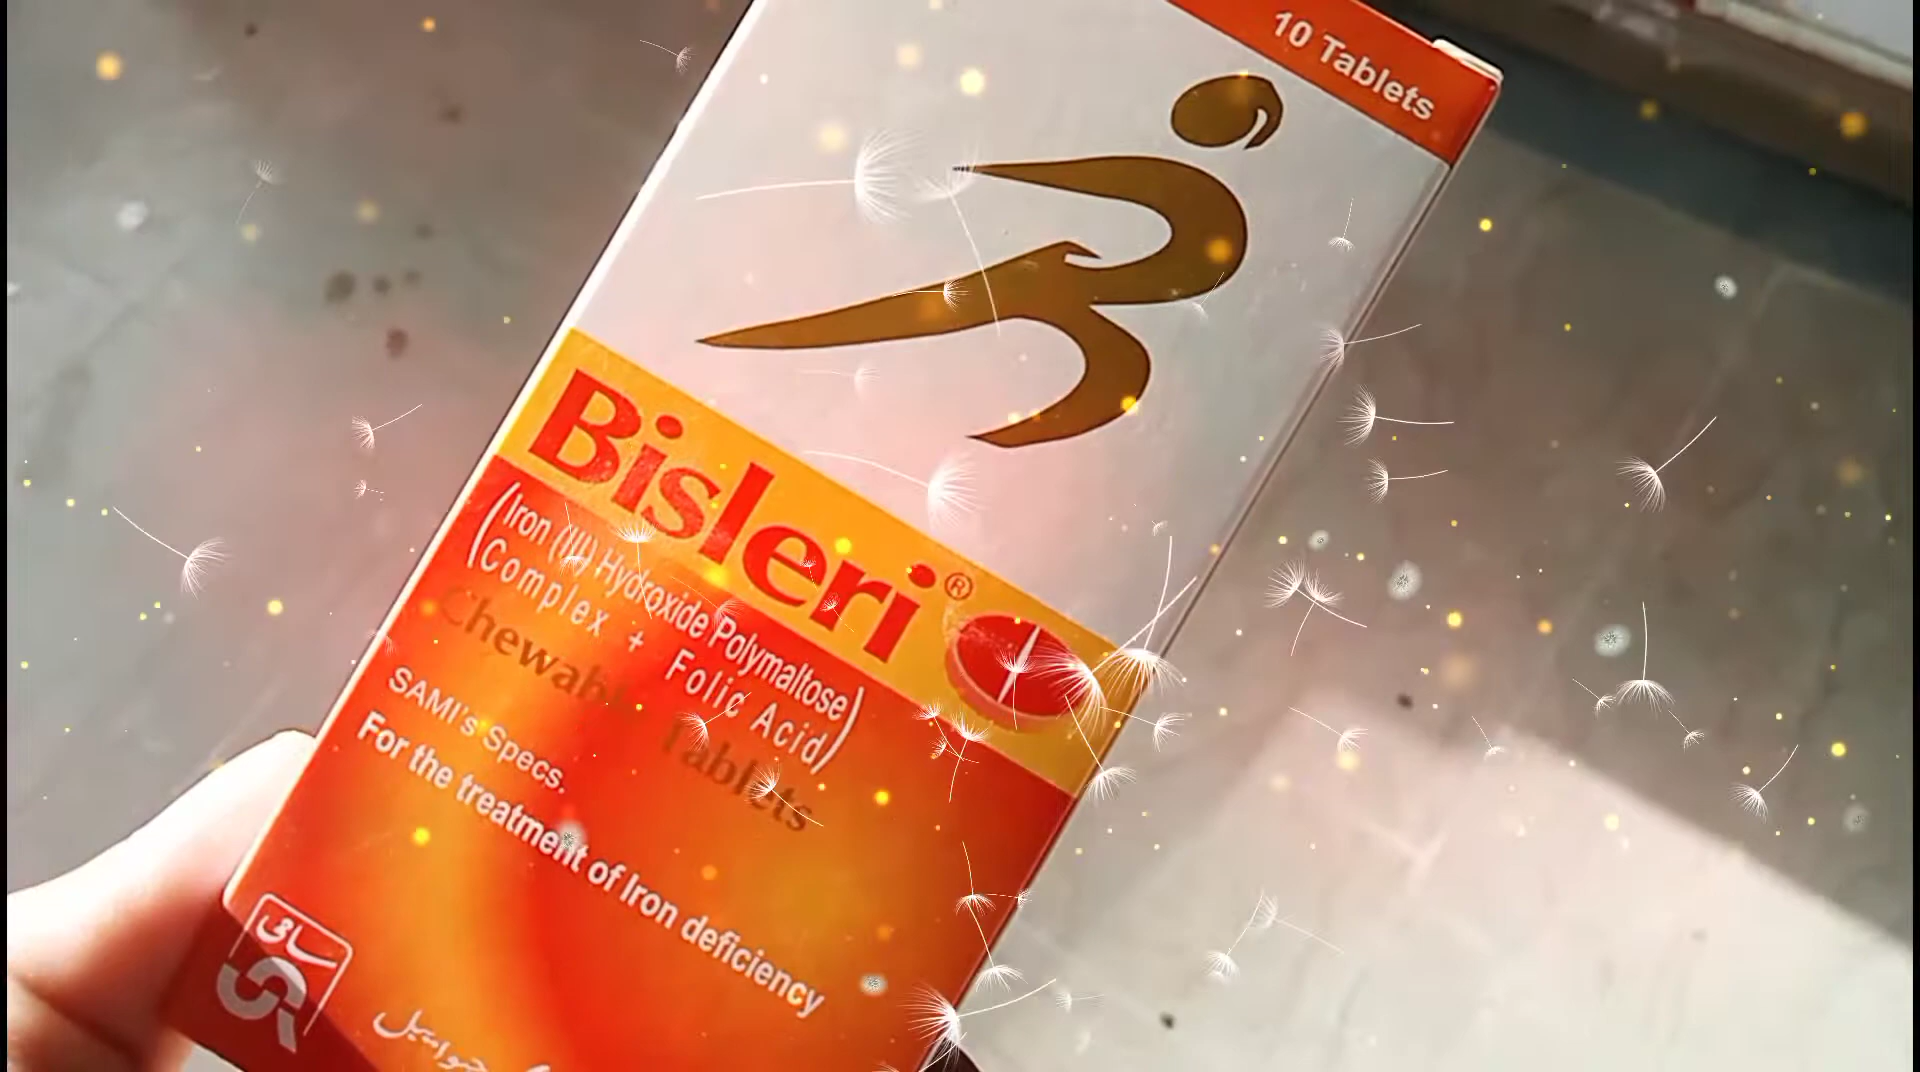 10 Tablets
Bisleri®
(Iron (III) Hydroxide Polymaltose
Complex + Folic Acid)
Chewable Tablets
SAMI's Specs.
For the treatment of Iron deficiency
سامی